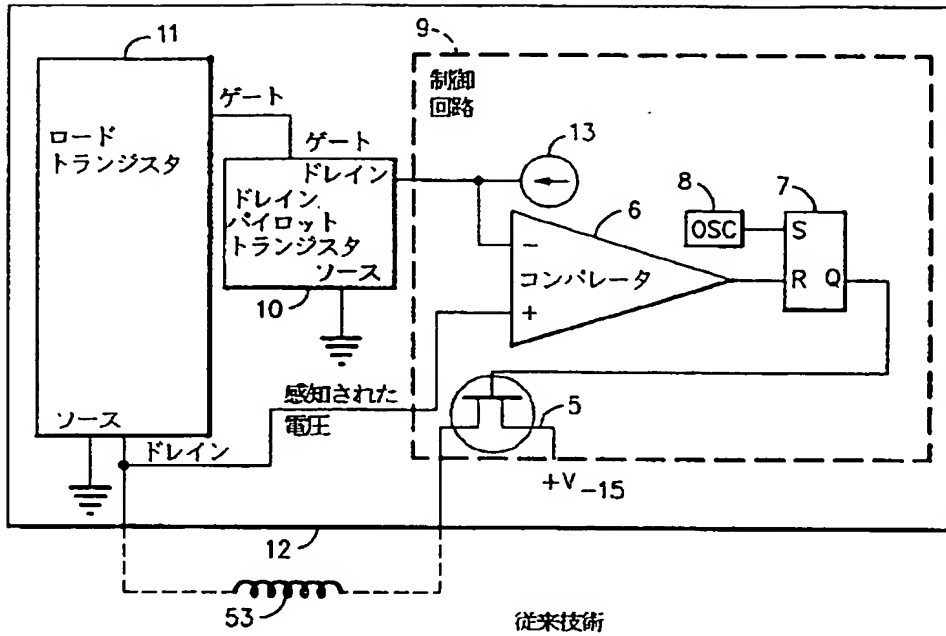 11
9
制御
回路
ゲート
ゲート
13
ロード
トランジスタ
ドレイン
ドレイン.
パイロット
トランジスタ
ソース
10
8
OSC
7
S
R Q
6
−
コンパレータ
+
感知された
電圧
5
ソース
ドレイン
+V
-15
12
53
従来技術